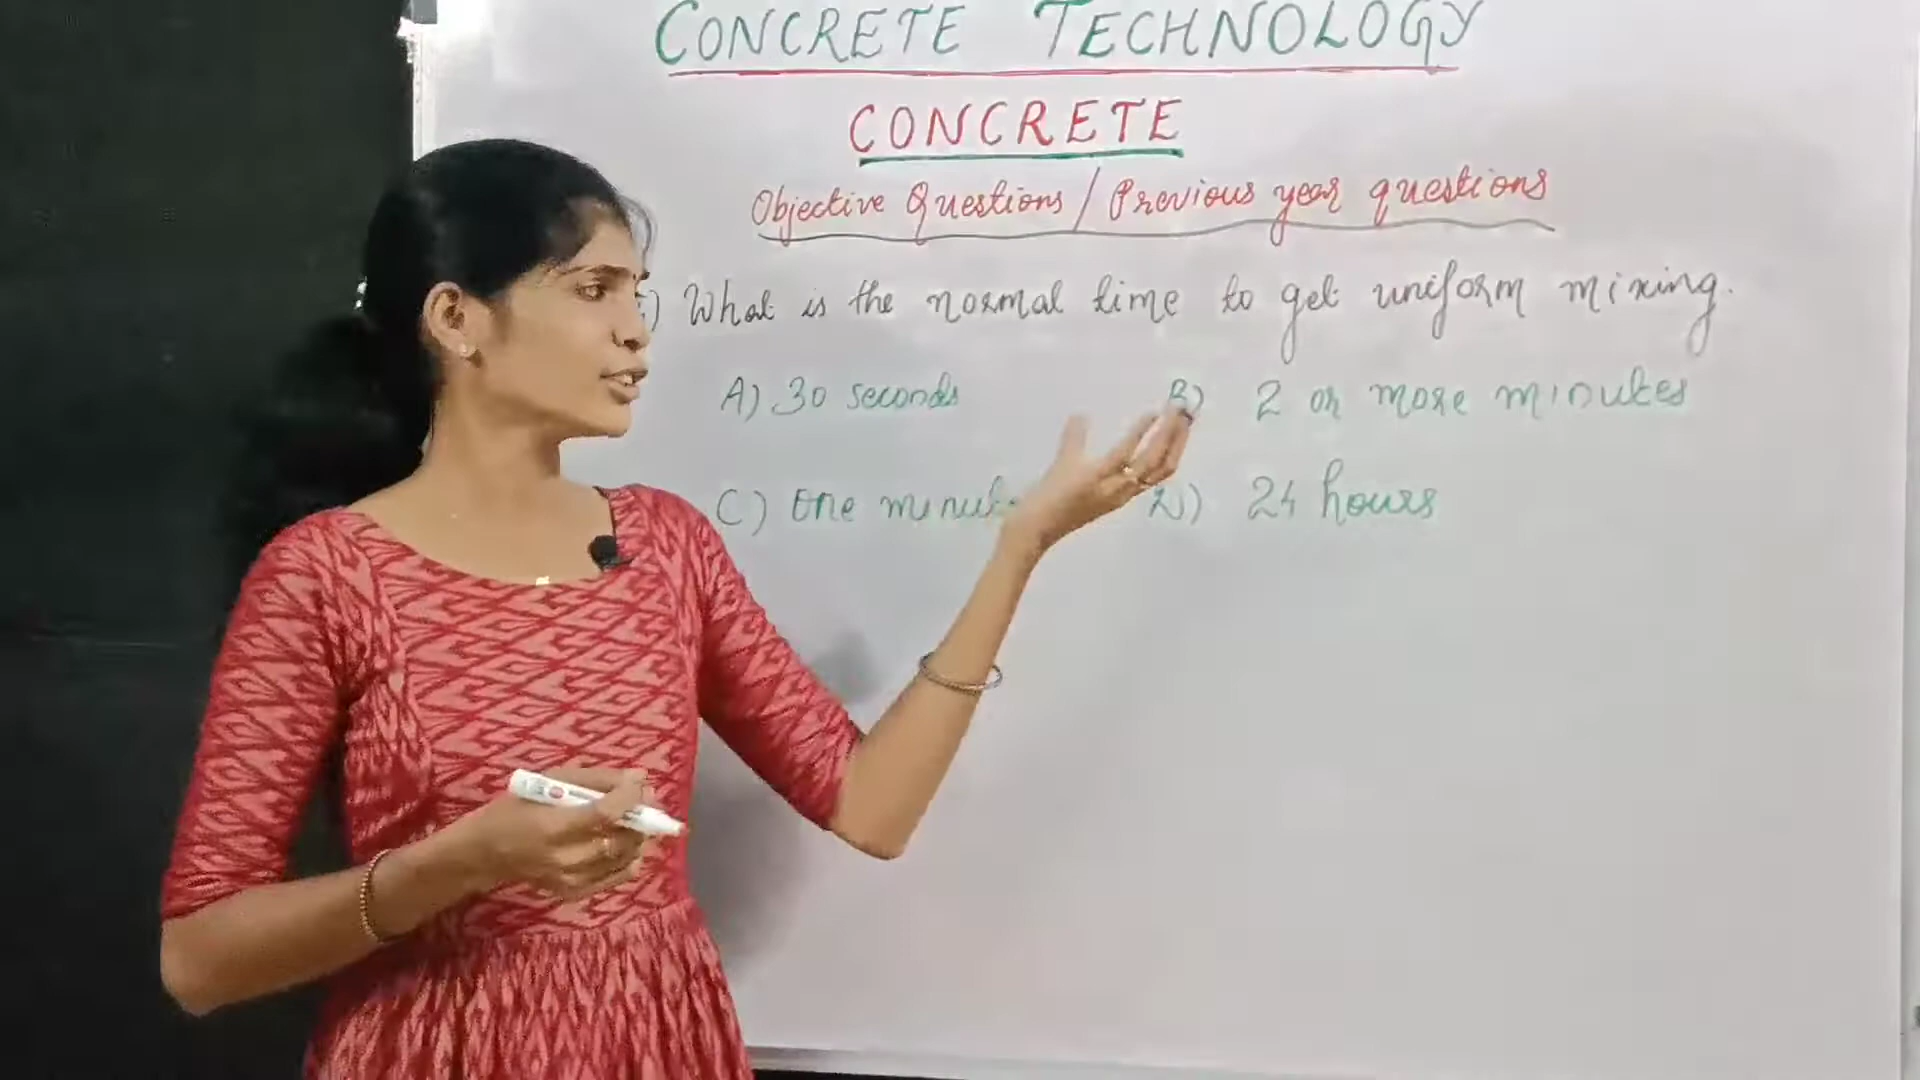 CONCRETE TECHNOLOGY
CONCRETE
Objective Questions / Previous year questions
) What is the normal time to get uniform mixing.
A) 30 seconds B) 2 or more minutes
C) One minute D) 24 hours